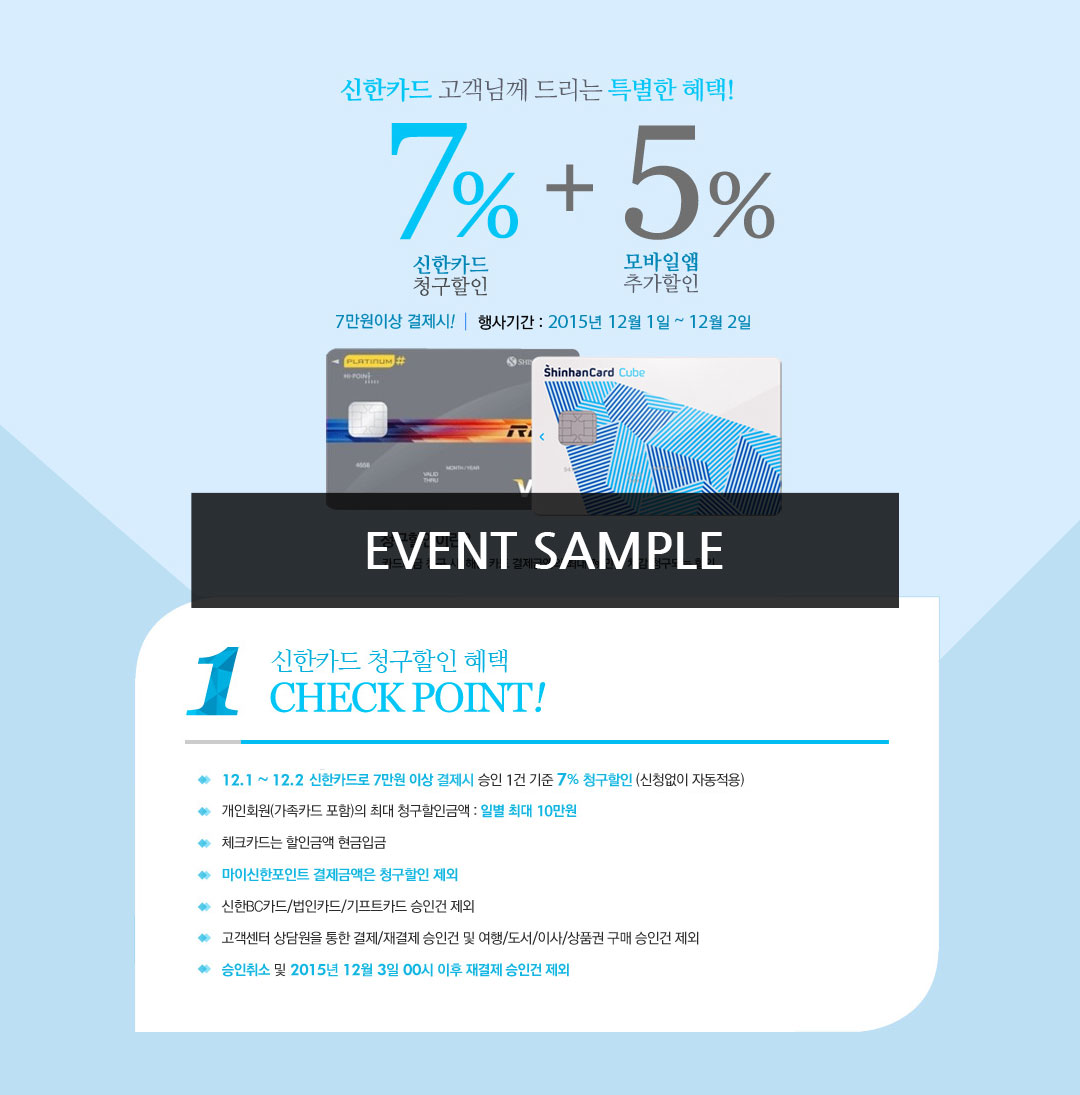 신한카드 고객님께 드리는 특별한 혜택!
7% + 5%
신한카드
청구할인
모바일앱
추가할인
7만원이상 결제시! | 행사기간 : 2015년 12월 1일 ~ 12월 2일
PLATINUM#
HI-POINT
4658
MONTH/YEAR
VALID
THRU
ShinhanCard Cube
EVENT SAMPLE
1
신한카드 청구할인 혜택
CHECK POINT!
12.1 ~ 12.2 신한카드로 7만원 이상 결제시 승인 1건 기준 7% 청구할인 (신청없이 자동적용)
개인회원(가족카드 포함)의 최대 청구할인금액 : 일별 최대 10만원
체크카드는 할인금액 현금입금
마이신한포인트 결제금액은 청구할인 제외
신한BC카드/법인카드/기프트카드 승인건 제외
고객센터 상담원을 통한 결제/재결제 승인건 및 여행/도서/이사/상품권 구매 승인건 제외
승인취소 및 2015년 12월 3일 00시 이후 재결제 승인건 제외